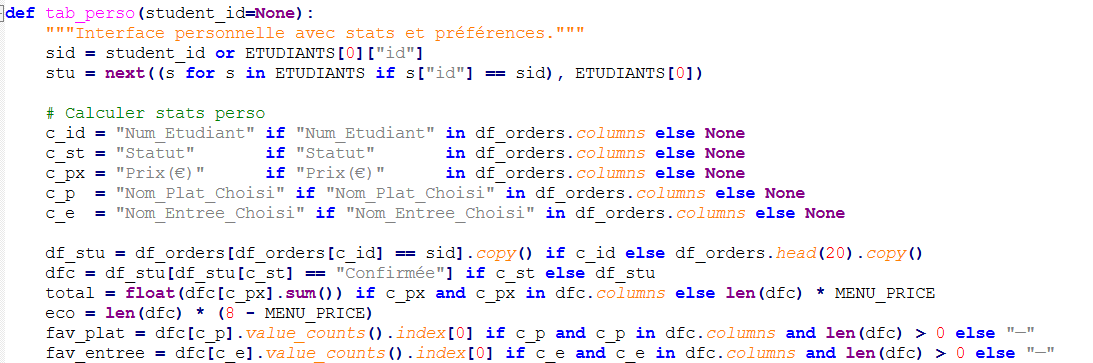 def tab_perso(student_id=None):
    """Interface personnelle avec stats et préférences."""
    sid = student_id or ETUDIANTS[0]["id"]
    stu = next((s for s in ETUDIANTS if s["id"] == sid), ETUDIANTS[0])

    # Calculer stats perso
    c_id = "Num_Etudiant" if "Num_Etudiant" in df_orders.columns else None
    c_st = "Statut"       if "Statut"       in df_orders.columns else None
    c_px = "Prix(€)"      if "Prix(€)"      in df_orders.columns else None
    c_p  = "Nom_Plat_Choisi" if "Nom_Plat_Choisi" in df_orders.columns else None
    c_e  = "Nom_Entree_Choisi" if "Nom_Entree_Choisi" in df_orders.columns else None

    df_stu = df_orders[df_orders[c_id] == sid].copy() if c_id else df_orders.head(20).copy()
    dfc = df_stu[df_stu[c_st] == "Confirmée"] if c_st else df_stu
    total = float(dfc[c_px].sum()) if c_px and c_px in dfc.columns else len(dfc) * MENU_PRICE
    eco = len(dfc) * (8 - MENU_PRICE)
    fav_plat = dfc[c_p].value_counts().index[0] if c_p and c_p in dfc.columns and len(dfc) > 0 else "—"
    fav_entree = dfc[c_e].value_counts().index[0] if c_e and c_e in dfc.columns and len(dfc) > 0 else "—"